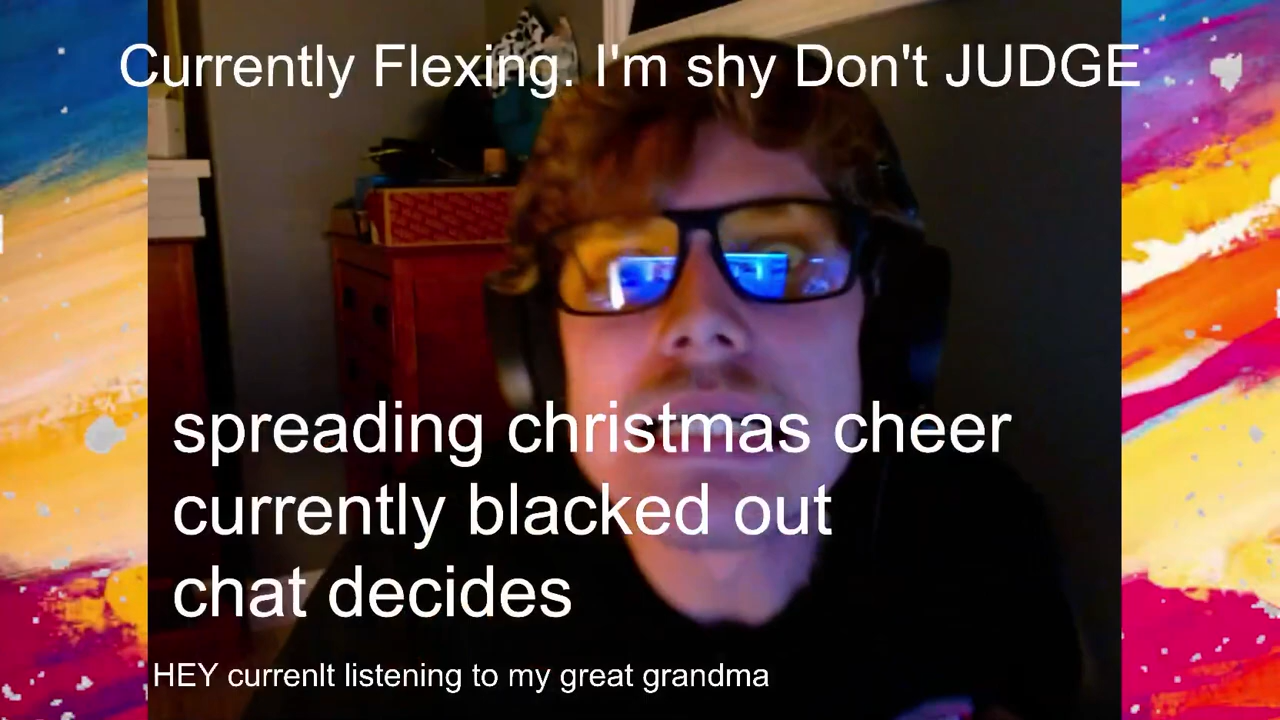 Currently Flexing. I'm shy Don't JUDGE
spreading christmas cheer
currently blacked out
chat decides
HEY currenlt listening to my great grandma